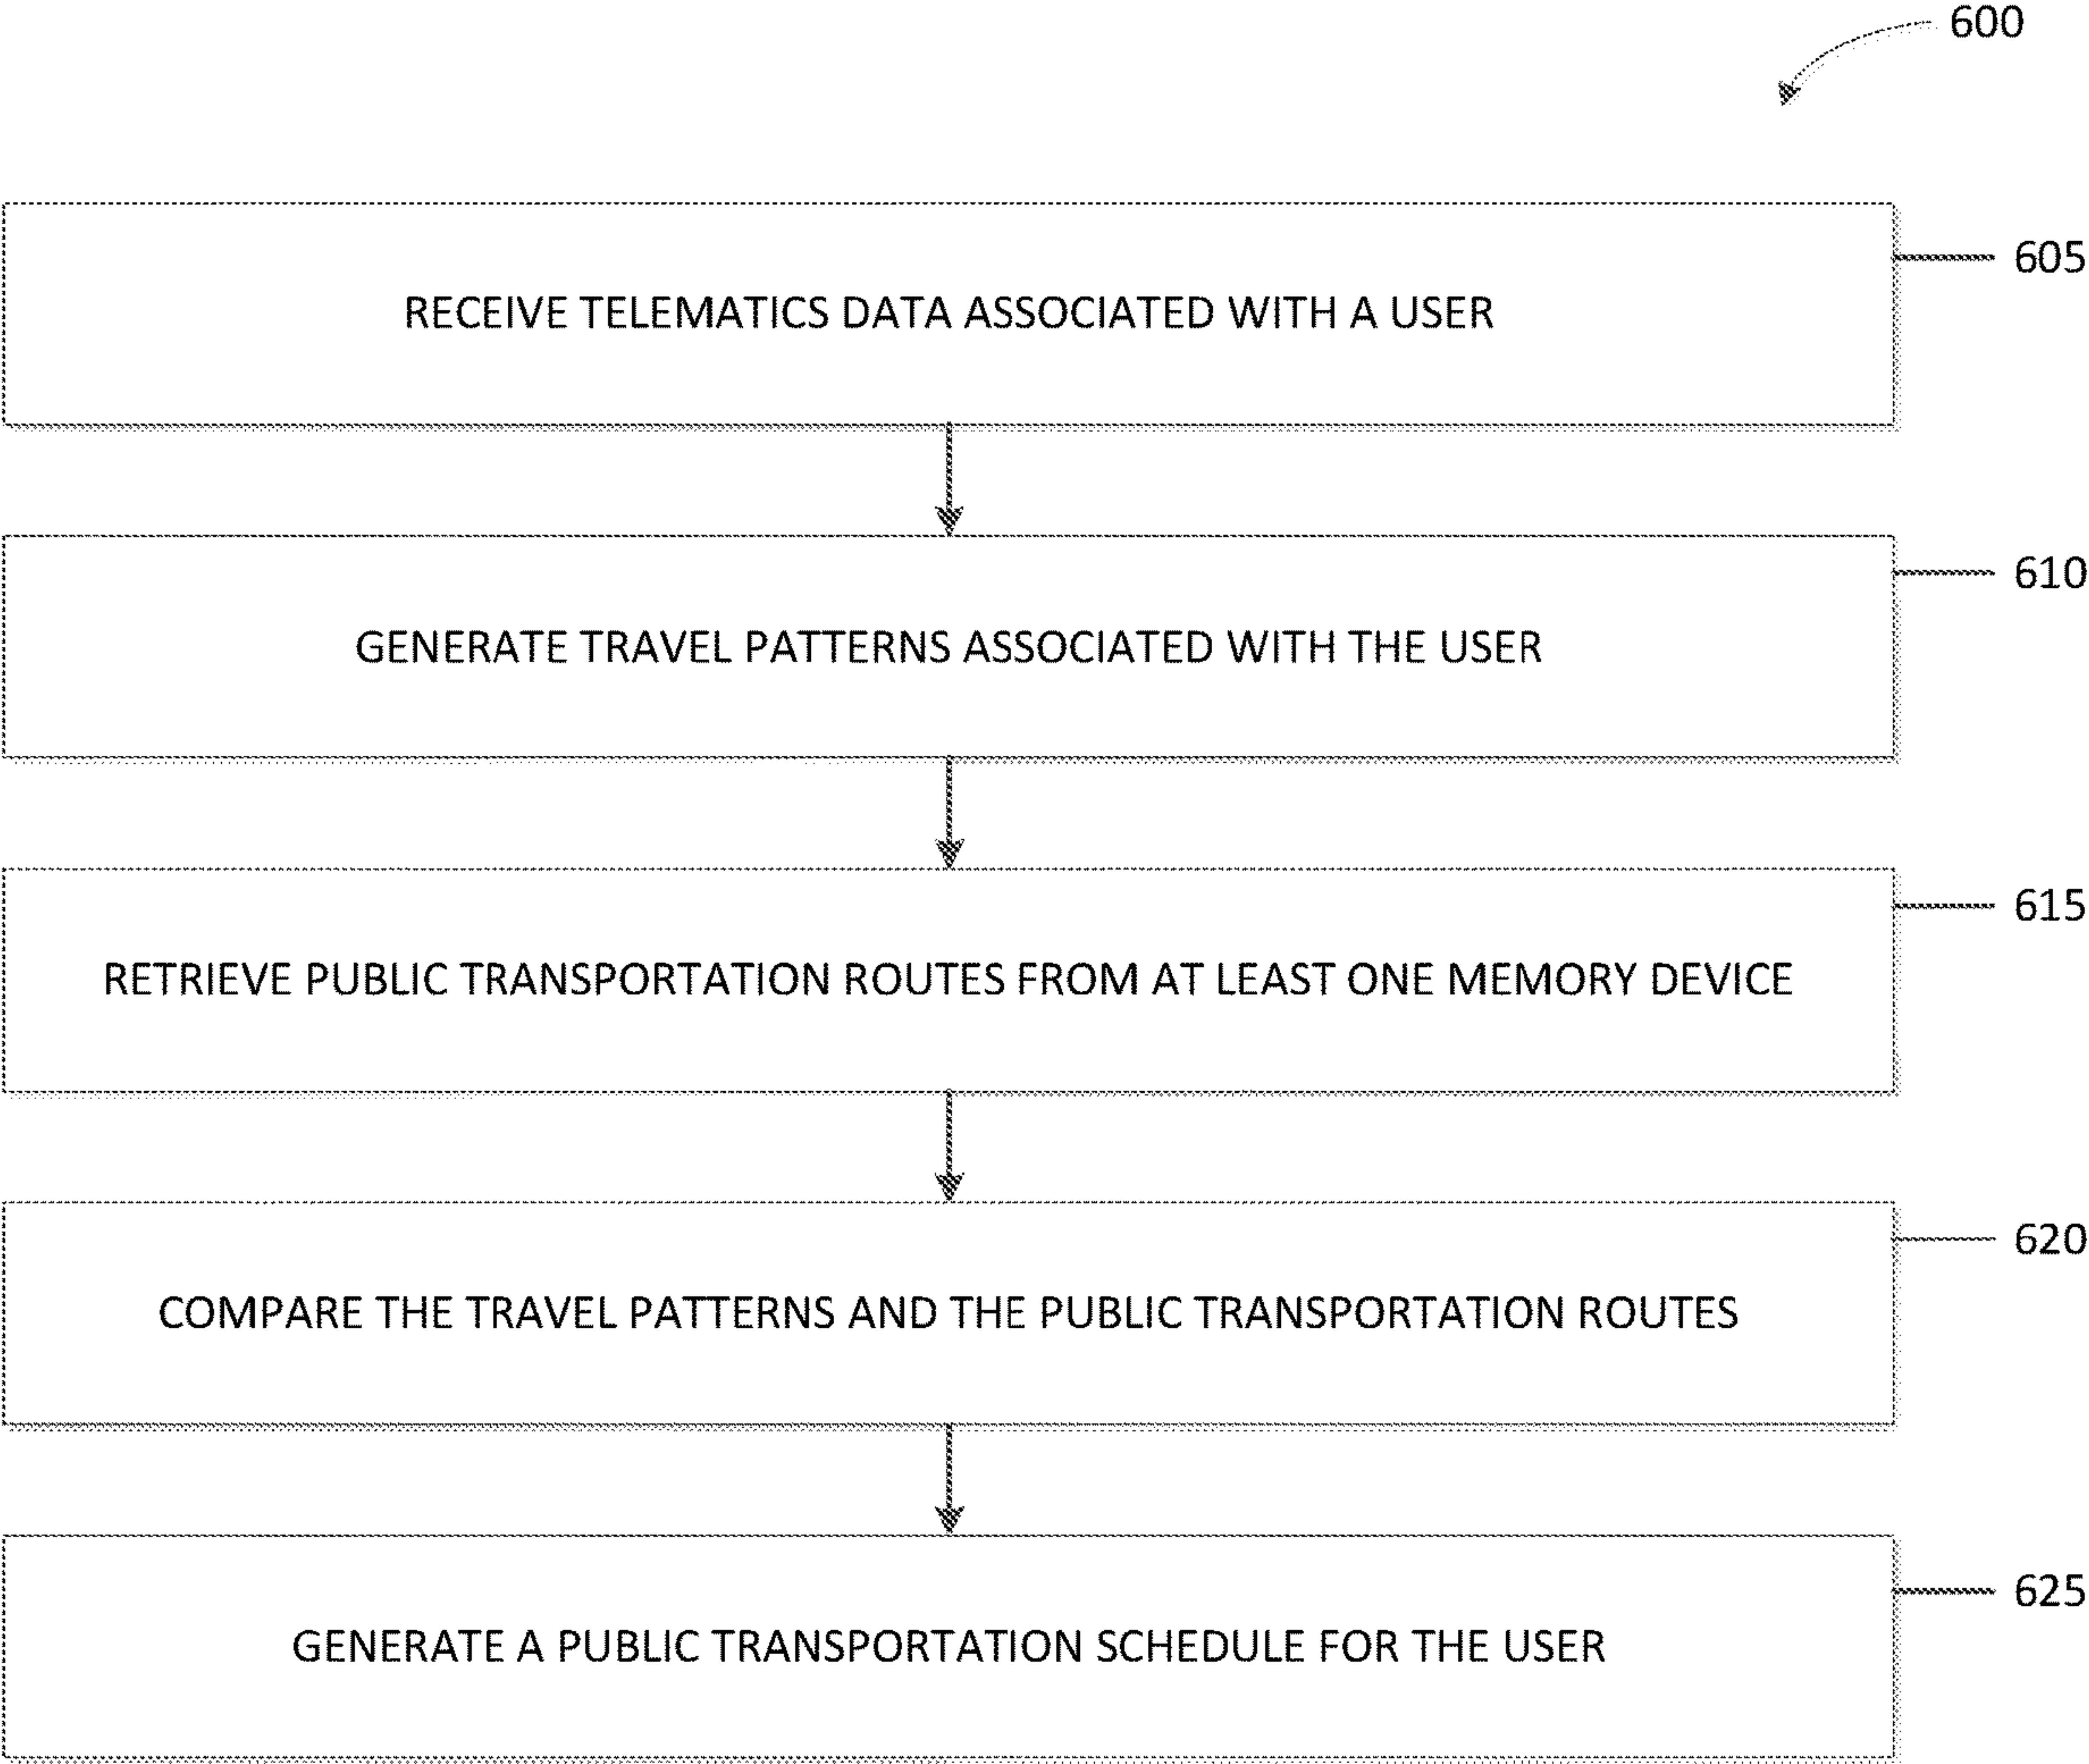 600
605
RECEIVE TELEMATICS DATA ASSOCIATED WITH A USER
610
GENERATE TRAVEL PATTERNS ASSOCIATED WITH THE USER
615
RETRIEVE PUBLIC TRANSPORTATION ROUTES FROM AT LEAST ONE MEMORY DEVICE
620
COMPARE THE TRAVEL PATTERNS AND THE PUBLIC TRANSPORTATION ROUTES
625
GENERATE A PUBLIC TRANSPORTATION SCHEDULE FOR THE USER